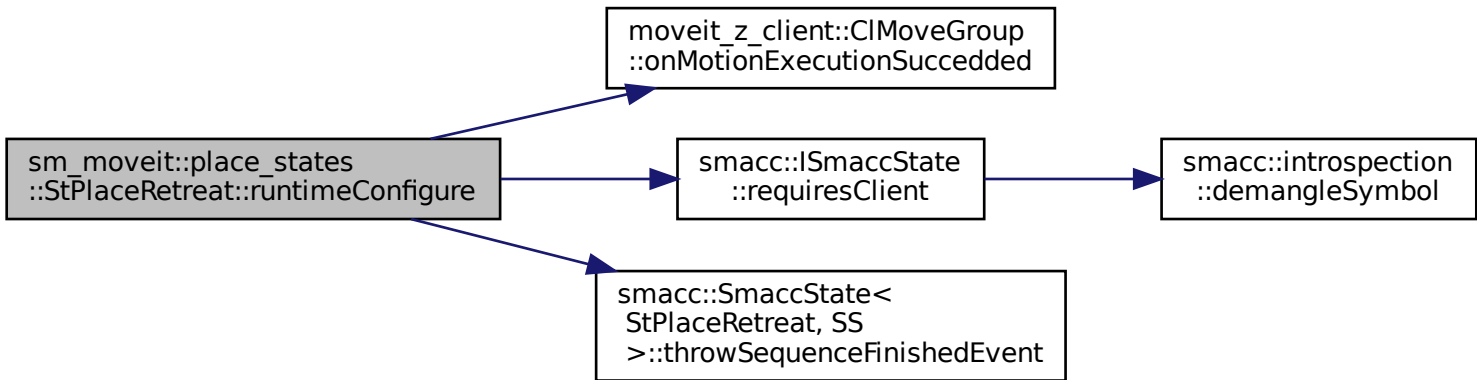 moveit_z_client::ClMoveGroup
::onMotionExecutionSuccedded
sm_moveit::place_states
::StPlaceRetreat::runtimeConfigure
smacc::ISmaccState
::requiresClient
smacc::introspection
::demangleSymbol
smacc::SmaccState<
StPlaceRetreat, SS
>::throwSequenceFinishedEvent